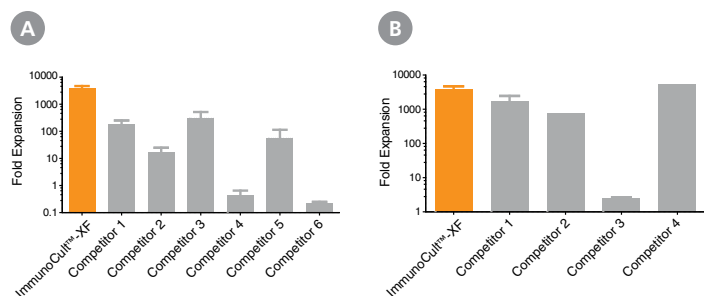 A
Fold Expansion
10000
1000
100
10
1
0.1
ImmunoCult™-XF
Competitor 1
Competitor 2
Competitor 3
Competitor 4
Competitor 5
Competitor 6
B
Fold Expansion
10000
1000
100
10
1
ImmunoCult™-XF
Competitor 1
Competitor 2
Competitor 3
Competitor 4